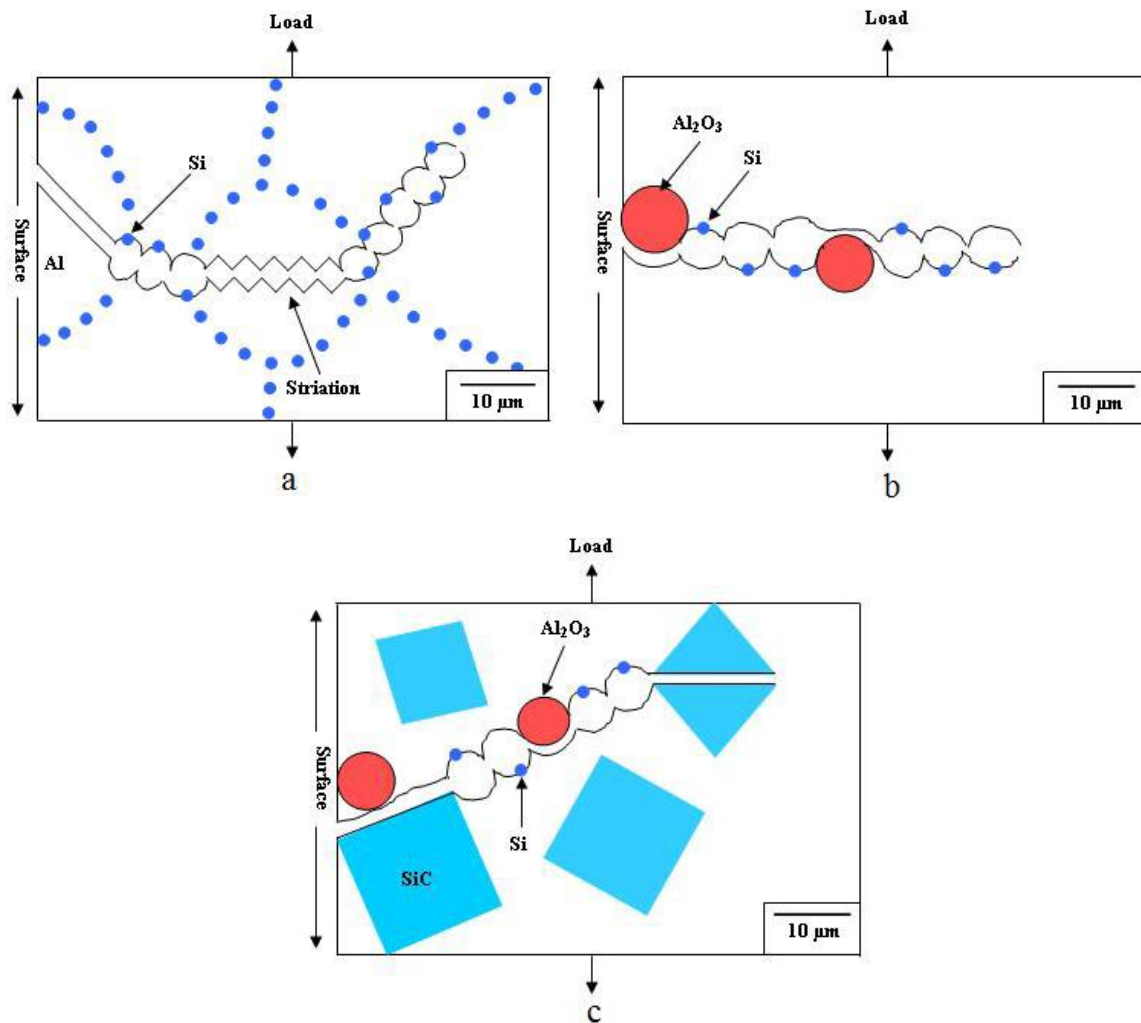 Load
Surface
Si
Al
Striation
10 µm
a
Load
Surface
Al₂O₃
Si
10 µm
b
Load
Surface
Al₂O₃
Si
SiC
10 µm
c